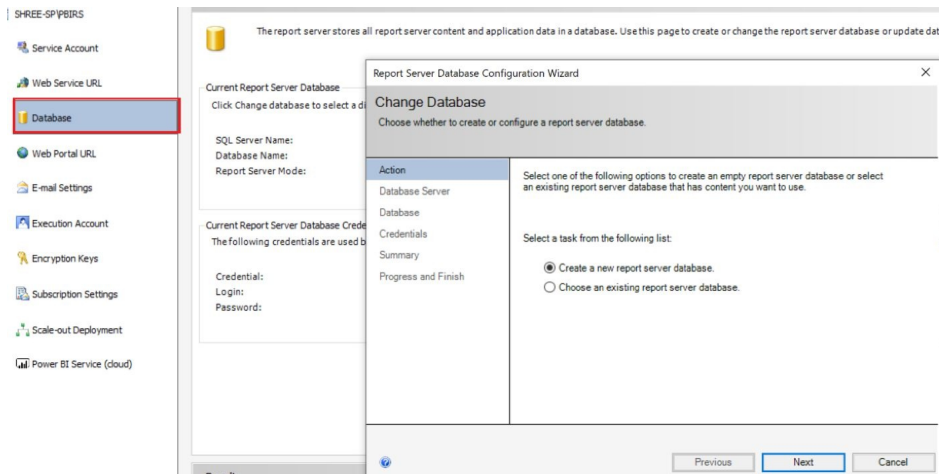 SHREE-SP\PBIRS
Service Account
Web Service URL
Database
Web Portal URL
E-mail Settings
Execution Account
Encryption Keys
Subscription Settings
Scale-out Deployment
Power BI Service (cloud)
The report server stores all report server content and application data in a database. Use this page to create or change the report server database or update dat
Current Report Server Database
Click Change database to select a di
SQL Server Name:
Database Name:
Report Server Mode:
Current Report Server Database Crede
The following credentials are used b
Credential:
Login:
Password:
Report Server Database Configuration Wizard
Change Database
Choose whether to create or configure a report server database.
Action
Database Server
Database
Credentials
Summary
Progress and Finish
Select one of the following options to create an empty report server database or select
an existing report server database that has content you want to use.
Select a task from the following list:
Create a new report server database.
Choose an existing report server database.
Previous
Next
Cancel